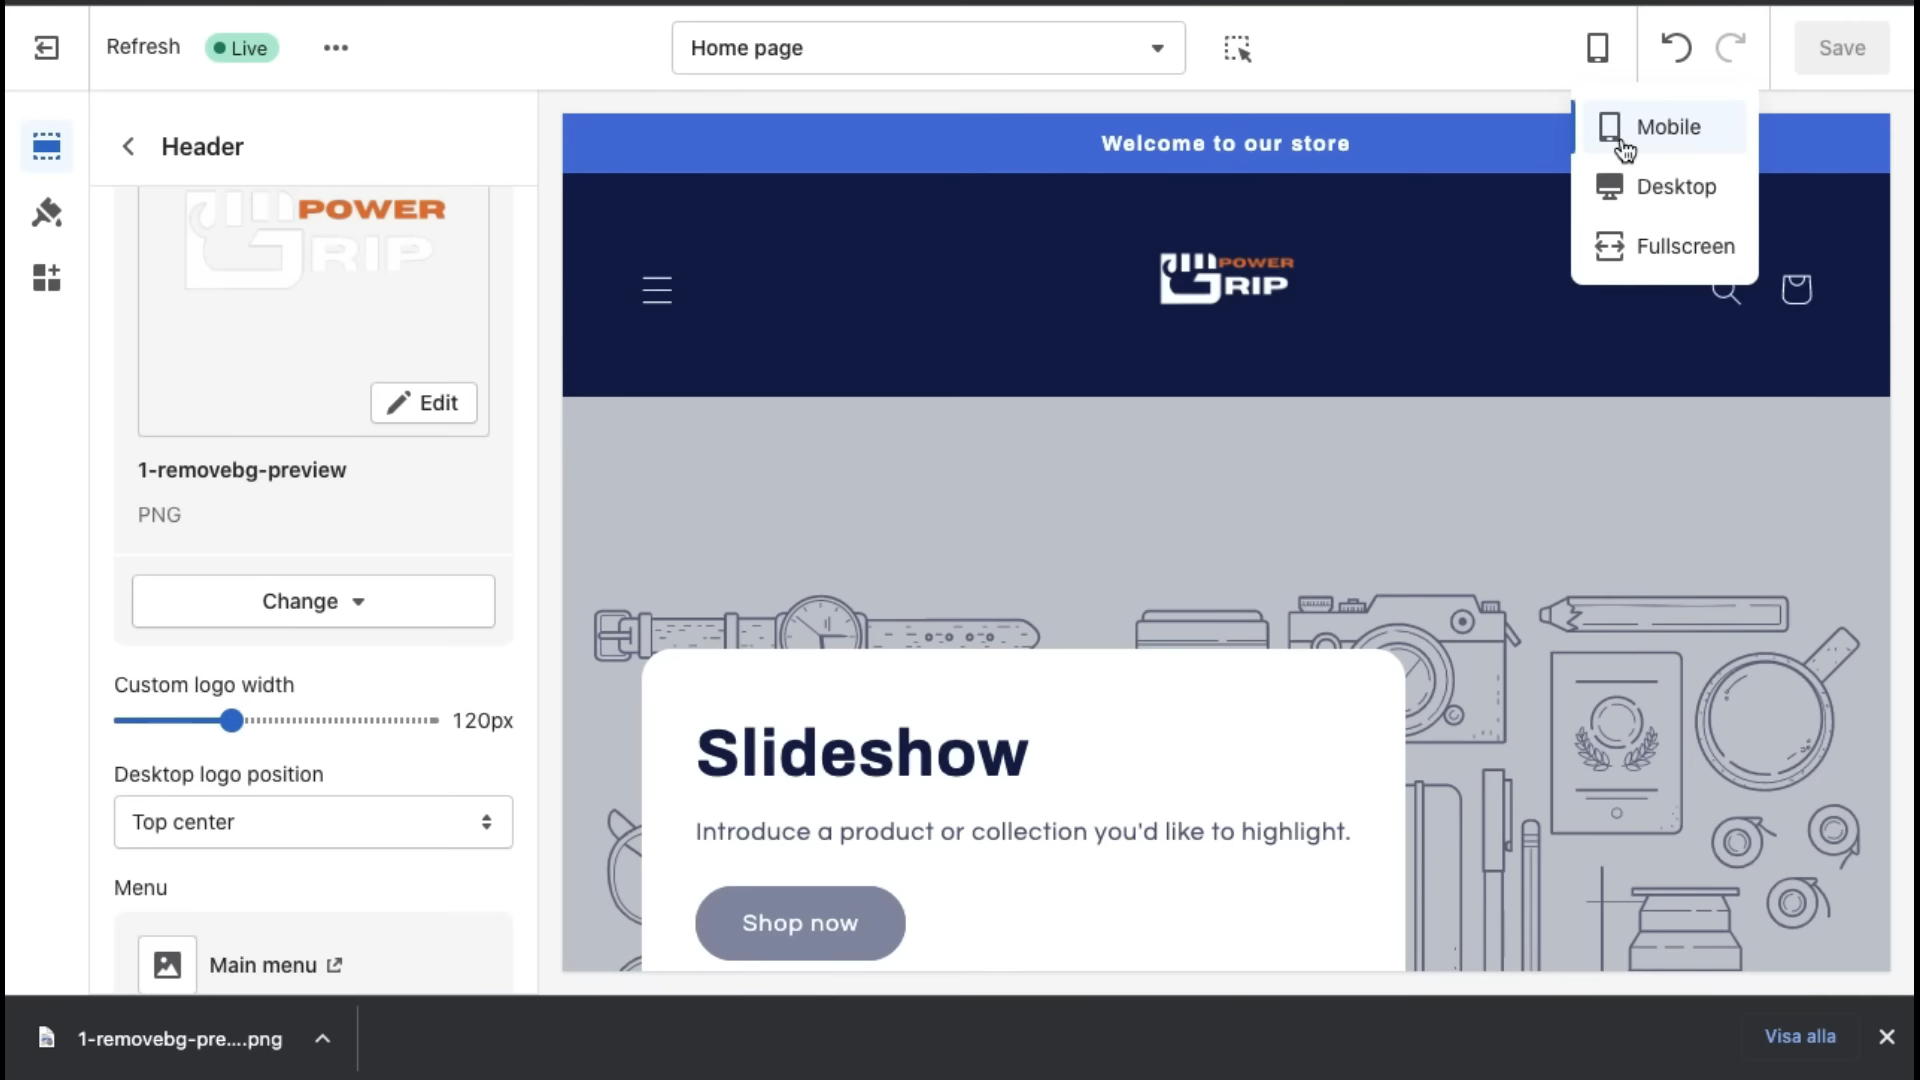 Refresh
Live
Home page
Save
Mobile
Desktop
Fullscreen
Header
POWER
GRIP
Edit
1-removebg-preview
PNG
Change
Custom logo width
120px
Desktop logo position
Top center
Menu
Main menu
Welcome to our store
POWER
GRIP
Slideshow
Introduce a product or collection you'd like to highlight.
Shop now
1-removebg-pre....png
Visa alla